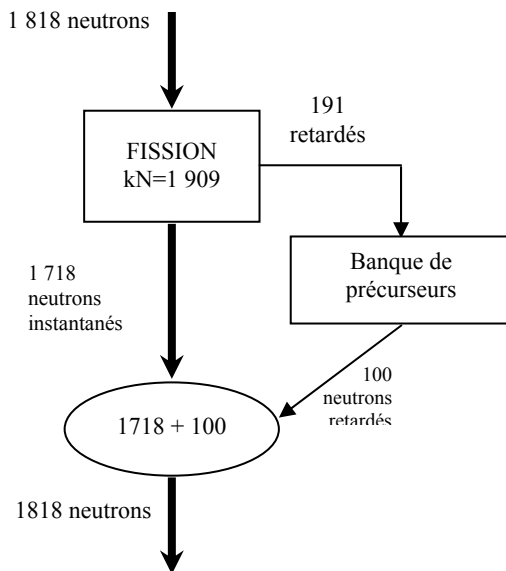 1 818 neutrons
191
retardés
FISSION
kN=1 909
Banque de
précurseurs
1 718
neutrons
instantanés
100
neutrons
retardés
1718 + 100
1818 neutrons